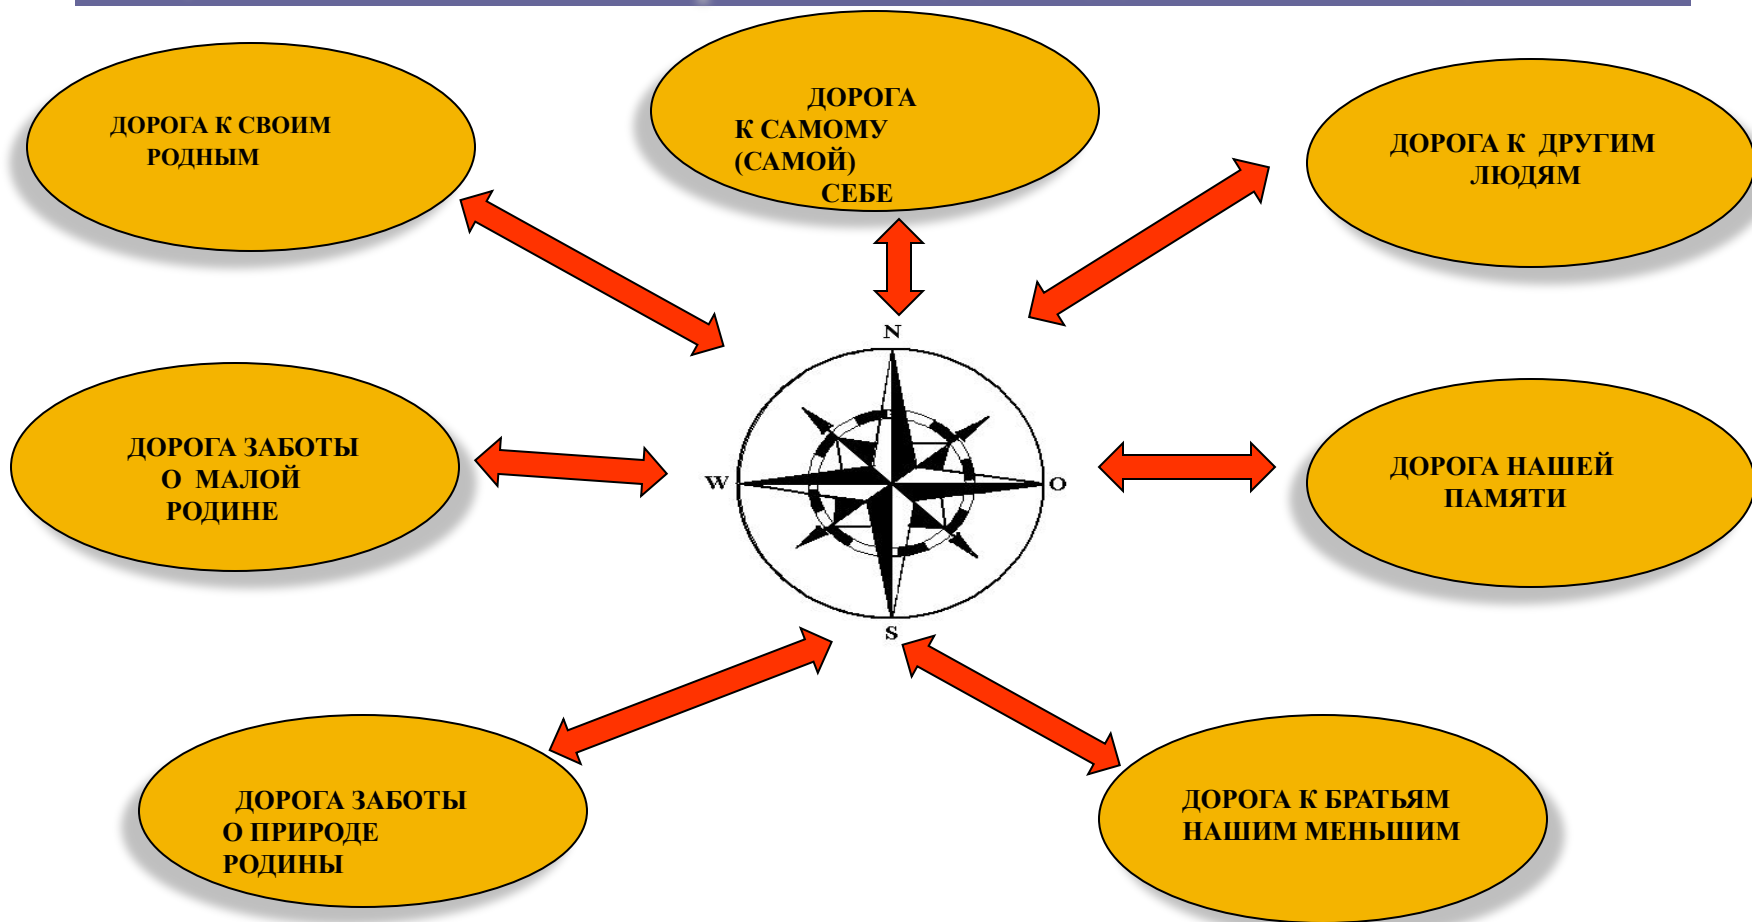 ДОРОГА К СВОИМ
РОДНЫМ
ДОРОГА
К САМОМУ
(САМОЙ)
СЕБЕ
ДОРОГА К ДРУГИМ
ЛЮДЯМ
ДОРОГА ЗАБОТЫ
О МАЛОЙ
РОДИНЕ
N
W
O
S
ДОРОГА НАШЕЙ
ПАМЯТИ
ДОРОГА ЗАБОТЫ
О ПРИРОДЕ
РОДИНЫ
ДОРОГА К БРАТЬЯМ
НАШИМ МЕНЬШИМ